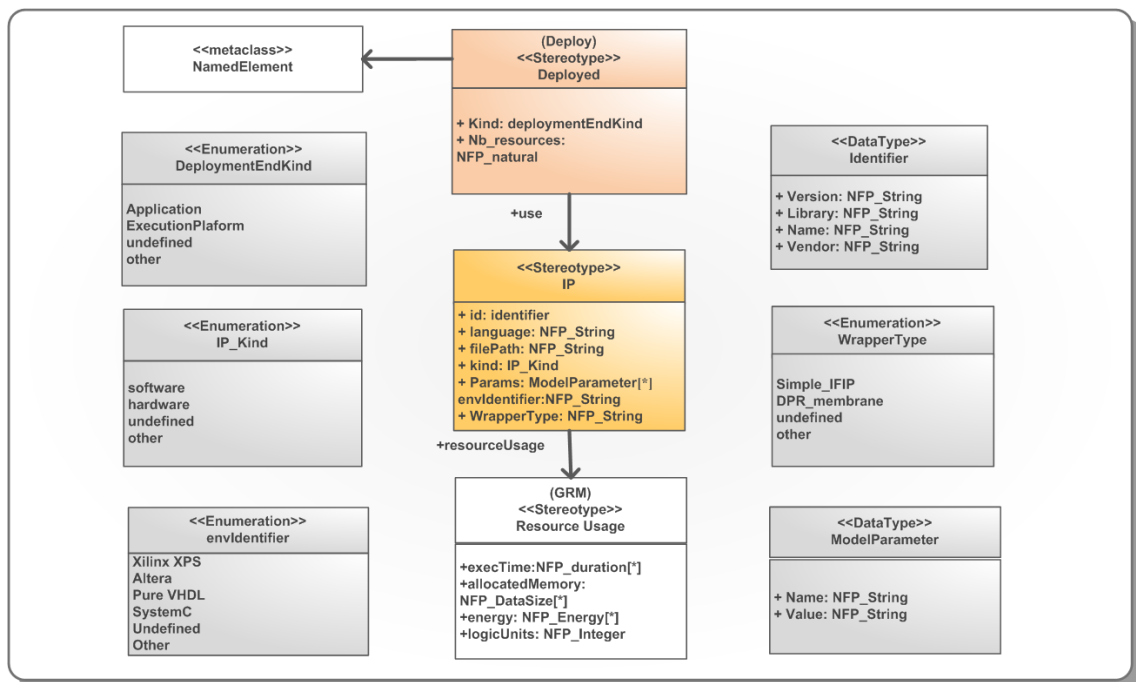 <<metaclass>>
NamedElement
(Deploy)
<<Stereotype>>
Deployed
+ Kind: deploymentEndKind
+ Nb_resources:
NFP_natural
<<Enumeration>>
DeploymentEndKind
Application
ExecutionPlaform
undefined
other
<<DataType>>
Identifier
+ Version: NFP_String
+ Library: NFP_String
+ Name: NFP_String
+ Vendor: NFP_String
+use
<<Stereotype>>
IP
+ id: identifier
+ language: NFP_String
+ filePath: NFP_String
+ kind: IP_Kind
+ Params: ModelParameter[*]
envIdentifier:NFP_String
+ WrapperType: NFP_String
<<Enumeration>>
IP_Kind
software
hardware
undefined
other
<<Enumeration>>
WrapperType
Simple_IFIP
DPR_membrane
undefined
other
+resourceUsage
(GRM)
<<Stereotype>>
Resource Usage
+execTime:NFP_duration[*]
+allocatedMemory:
NFP_DataSize[*]
+energy: NFP_Energy[*]
+logicUnits: NFP_Integer
<<Enumeration>>
envIdentifier
Xilinx XPS
Altera
Pure VHDL
SystemC
Undefined
Other
<<DataType>>
ModelParameter
+ Name: NFP_String
+ Value: NFP_String